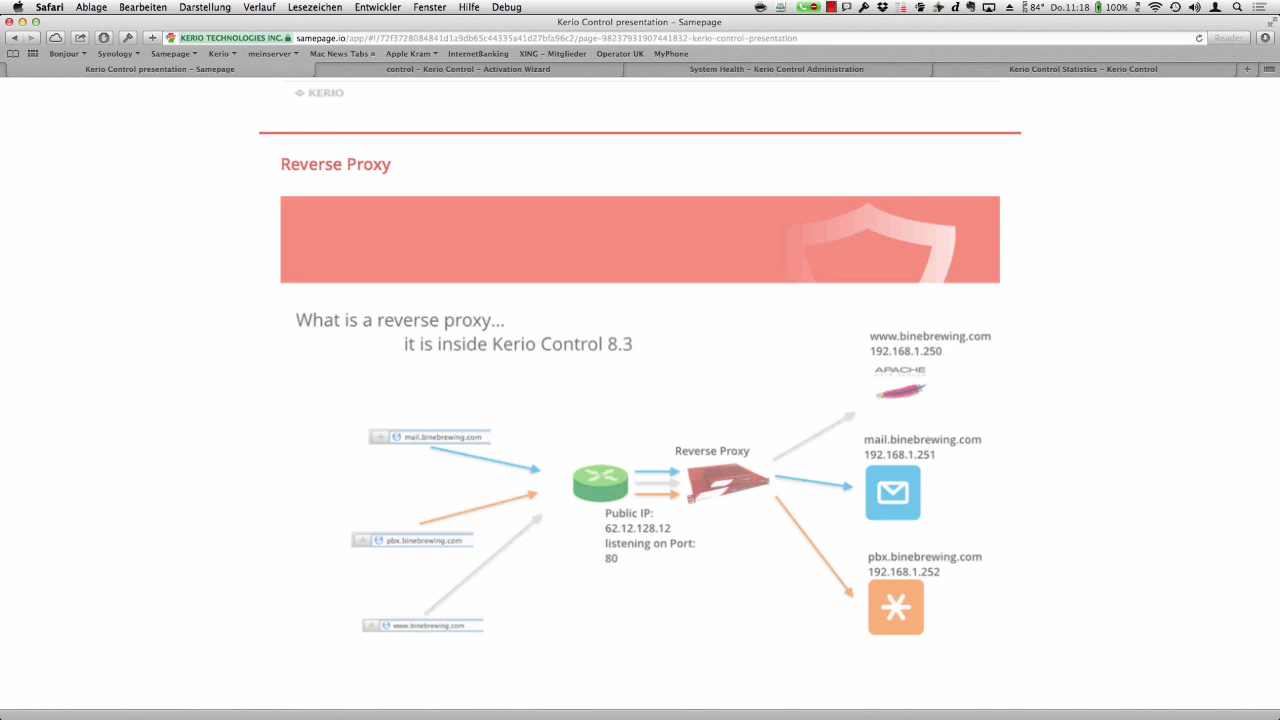 Safari Ablage Bearbeiten Darstellung Verlauf Lesezeichen Entwickler Fenster Hilfe Debug 84° Do.11:18 100%
Kerio Control presentation – Samepage
KERIO TECHNOLOGIES INC. samepage.io/app/#!/72f3728084841d1a9db65c44335a41d27bfa96c2/page-98237931907441832-kerio-control-presentation Reader
Bonjour Synology Samepage Kerio meinserver Mac News Tabs Apple Kram InternetBanking XING – Mitglieder Operator UK MyPhone
Kerio Control presentation – Samepage control – Kerio Control – Activation Wizard System Health – Kerio Control Administration Kerio Control Statistics – Kerio Control
KERIO
Reverse Proxy
What is a reverse proxy...
it is inside Kerio Control 8.3
www.binebrewing.com
192.168.1.250
APACHE
mail.binebrewing.com
mail.binebrewing.com
192.168.1.251
Reverse Proxy
Public IP:
62.12.128.12
listening on Port:
80
pbx.binebrewing.com
pbx.binebrewing.com
192.168.1.252
www.binebrewing.com